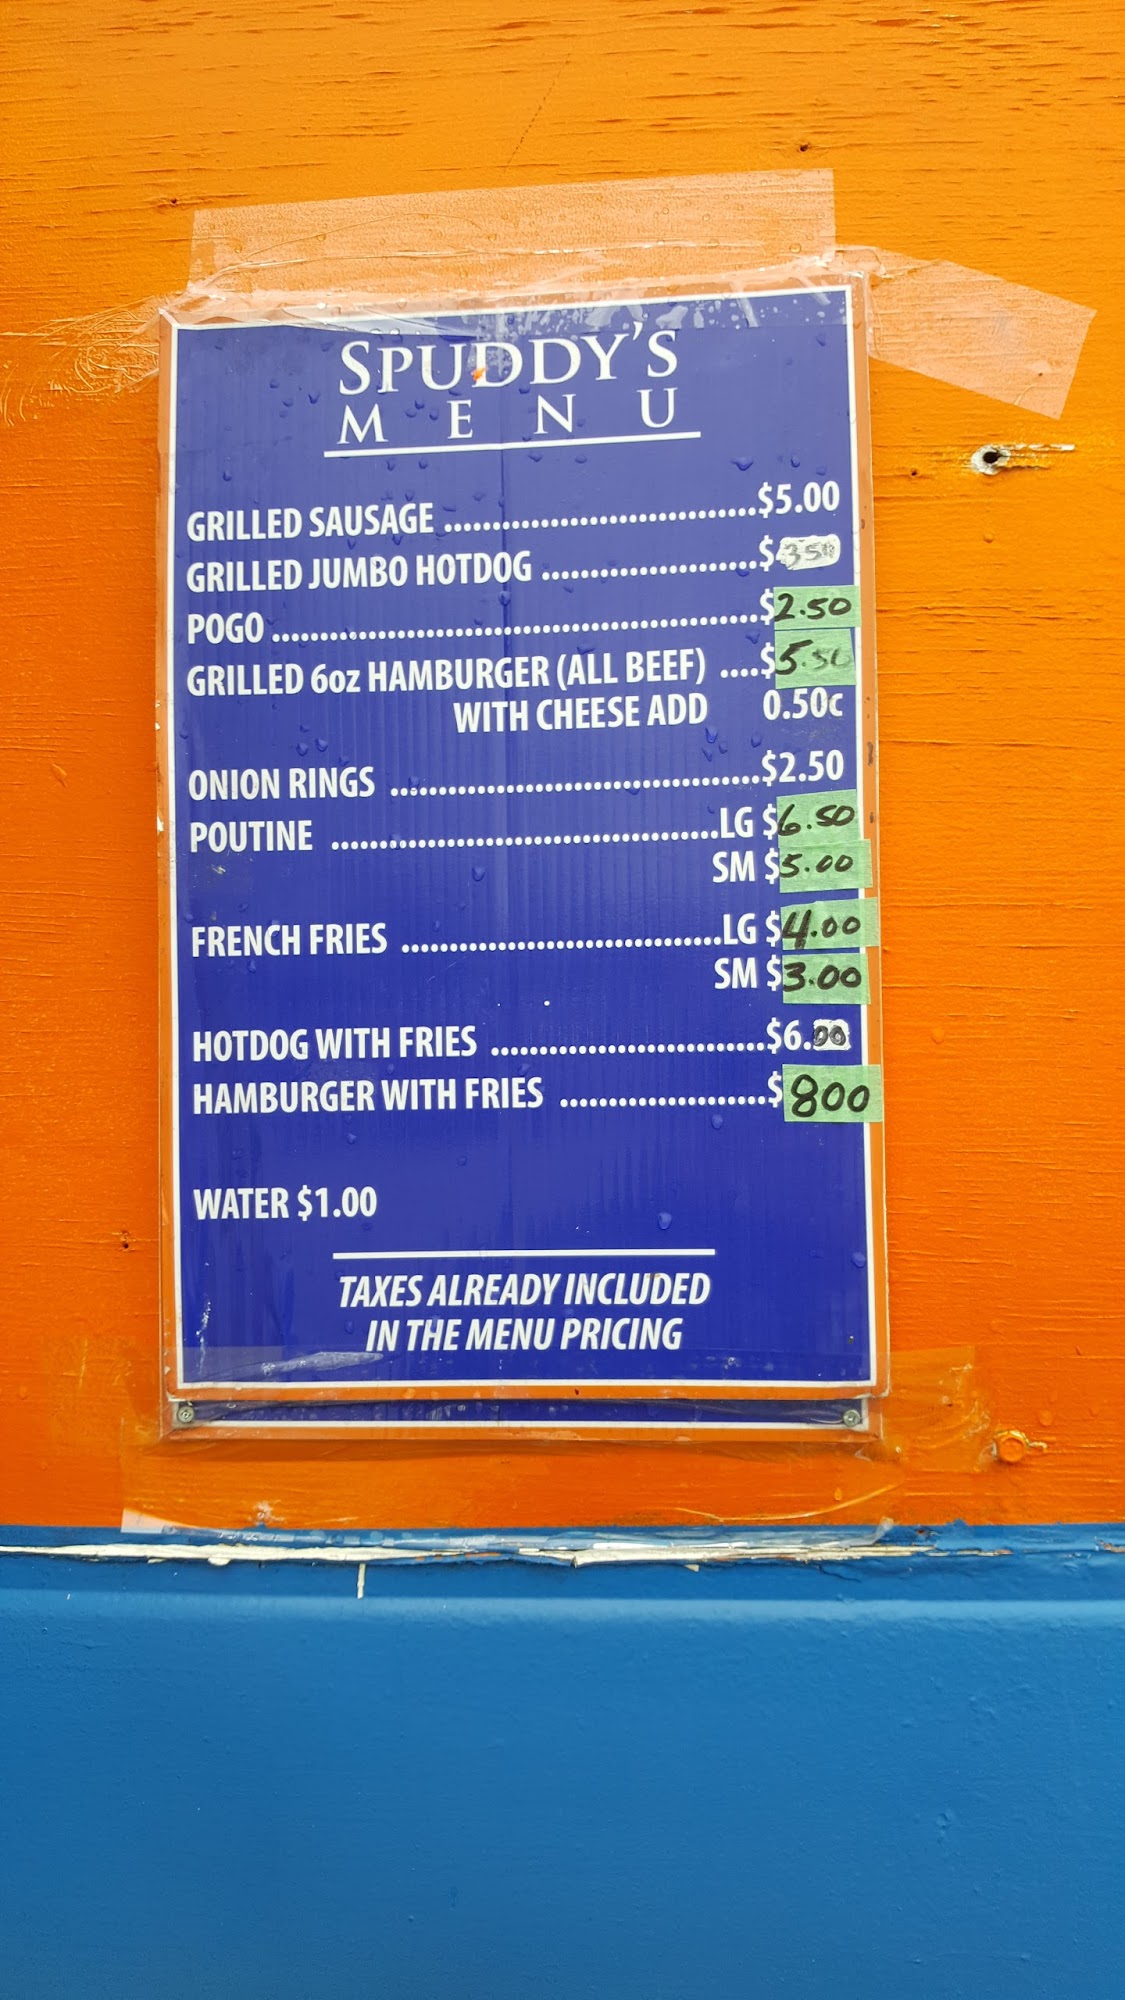 SPUDDY'S
MENU
GRILLED SAUSAGE ................................$5.00
GRILLED JUMBO HOTDOG ......................$3.50
POGO ..................................................$2.50
GRILLED 6oz HAMBURGER (ALL BEEF) ....$5.50
WITH CHEESE ADD 0.50c
ONION RINGS ......................................$2.50
POUTINE .......................................LG $6.50
SM $5.00
FRENCH FRIES .................................LG $4.00
SM $3.00
HOTDOG WITH FRIES ............................$6.00
HAMBURGER WITH FRIES .....................$800
WATER $1.00
TAXES ALREADY INCLUDED
IN THE MENU PRICING